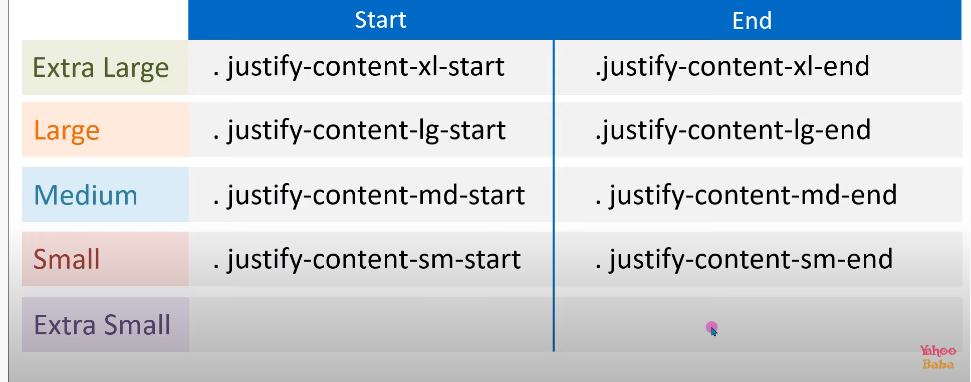 Start End
Extra Large . justify-content-xl-start .justify-content-xl-end
Large . justify-content-lg-start .justify-content-lg-end
Medium . justify-content-md-start . justify-content-md-end
Small . justify-content-sm-start . justify-content-sm-end
Extra Small
Yahoo
Baba